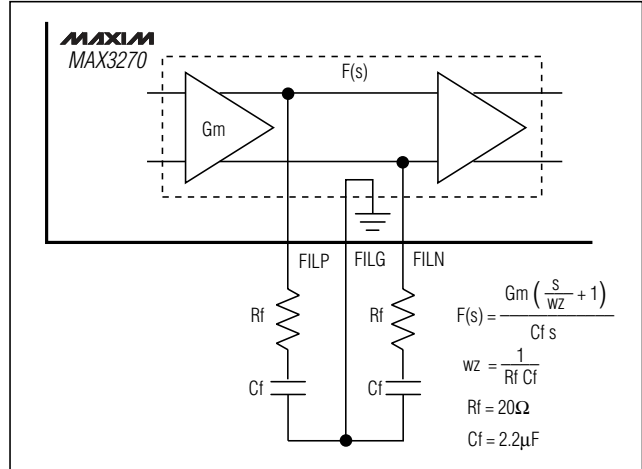 MAXIM
MAX3270
F(s)
Gm
FILP FILG FILN
Rf Rf
Cf Cf
F(s) = Gm ( s/wz + 1) / Cf s
wz = 1 / Rf Cf
Rf = 20Ω
Cf = 2.2μF